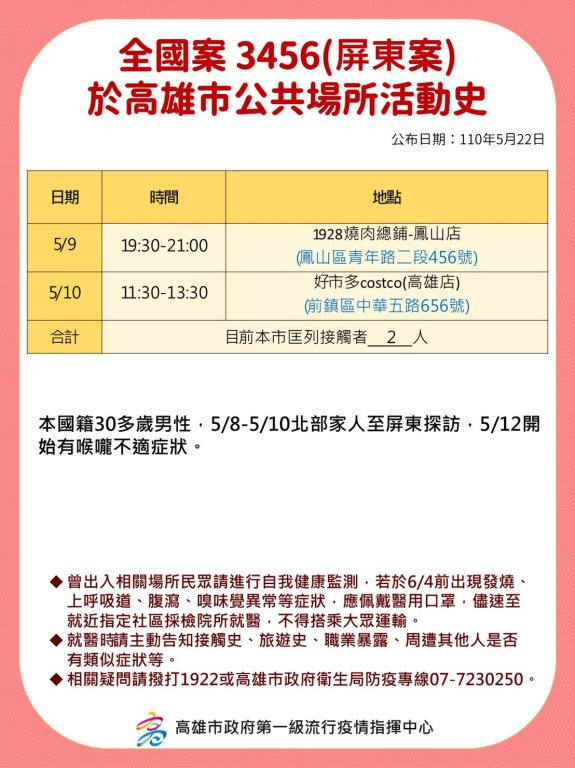 全國案 3456(屏東案)
於高雄市公共場所活動史
公布日期：110年5月22日
日期 時間 地點
5/9 19:30-21:00 1928燒肉總鋪-鳳山店
(鳳山區青年路二段456號)
5/10 11:30-13:30 好市多costco(高雄店)
(前鎮區中華五路656號)
合計 目前本市匡列接觸者__2__人
本國籍30多歲男性，5/8-5/10北部家人至屏東探訪，5/12開
始有喉嚨不適症狀。
◆ 曾出入相關場所民眾請進行自我健康監測，若於6/4前出現發燒、
上呼吸道、腹瀉、嗅味覺異常等症狀，應佩戴醫用口罩，儘速至
就近指定社區採檢院所就醫，不得搭乘大眾運輸。
◆ 就醫時請主動告知接觸史、旅遊史、職業暴露、周遭其他人是否
有類似症狀等。
◆ 相關疑問請撥打1922或高雄市政府衛生局防疫專線07-7230250。
高雄市政府第一級流行疫情指揮中心